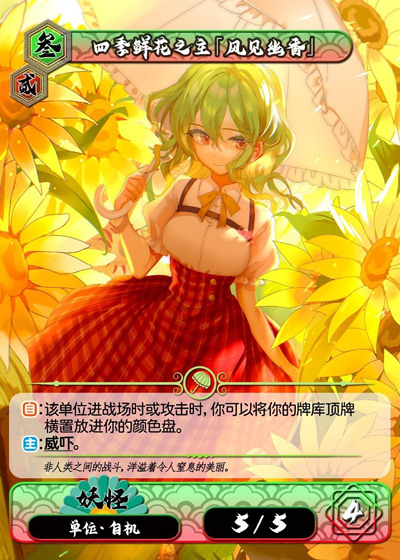 叁
四季鲜花之主「风见幽香」
贰
自:该单位进战场时或攻击时,你可以将你的牌库顶牌
横置放进你的颜色盘。
主:威吓。
非人类之间的战斗,洋溢着令人窒息的美丽。
妖怪
单位·自机
5/5
4